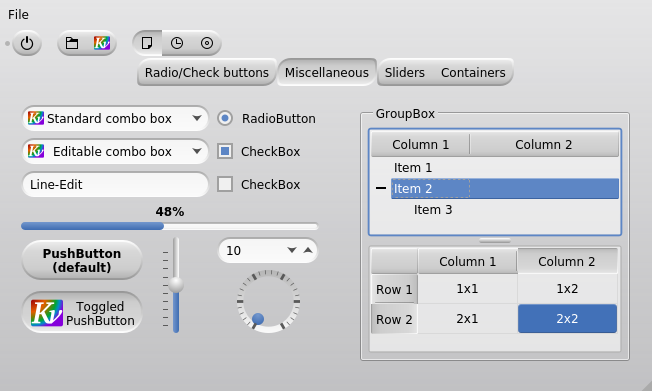 File
Radio/Check buttons Miscellaneous Sliders Containers
Standard combo box
RadioButton
Editable combo box
CheckBox
Line-Edit
CheckBox
48%
PushButton
(default)
10
Toggled
PushButton
GroupBox
Column 1 Column 2
Item 1
Item 2
Item 3
Column 1 Column 2
Row 1 1x1 1x2
Row 2 2x1 2x2